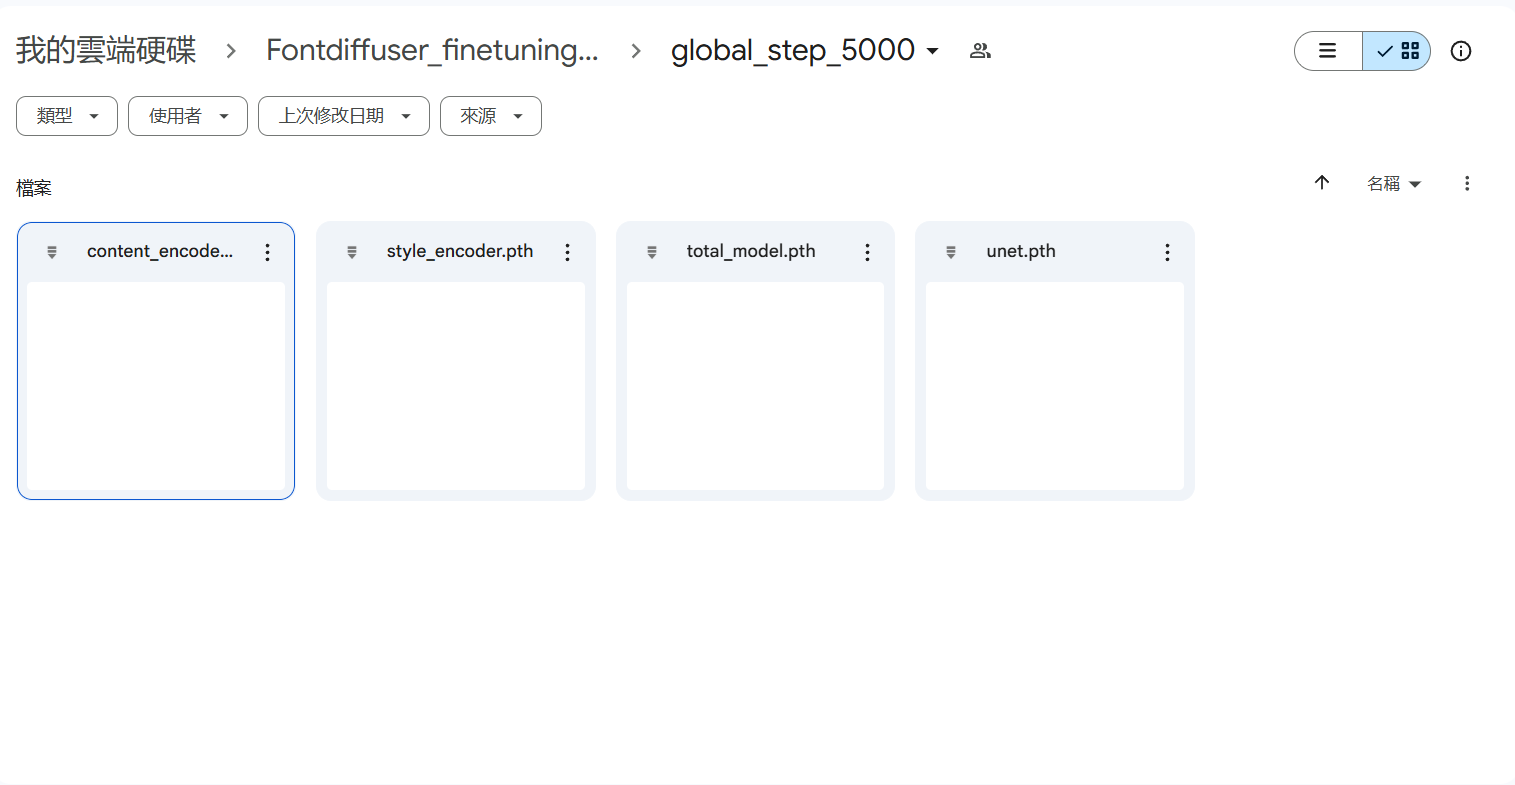 我的雲端硬碟 > Fontdiffuser_finetuning... > global_step_5000
類型 使用者 上次修改日期 來源
檔案 名稱
content_encode... style_encoder.pth total_model.pth unet.pth